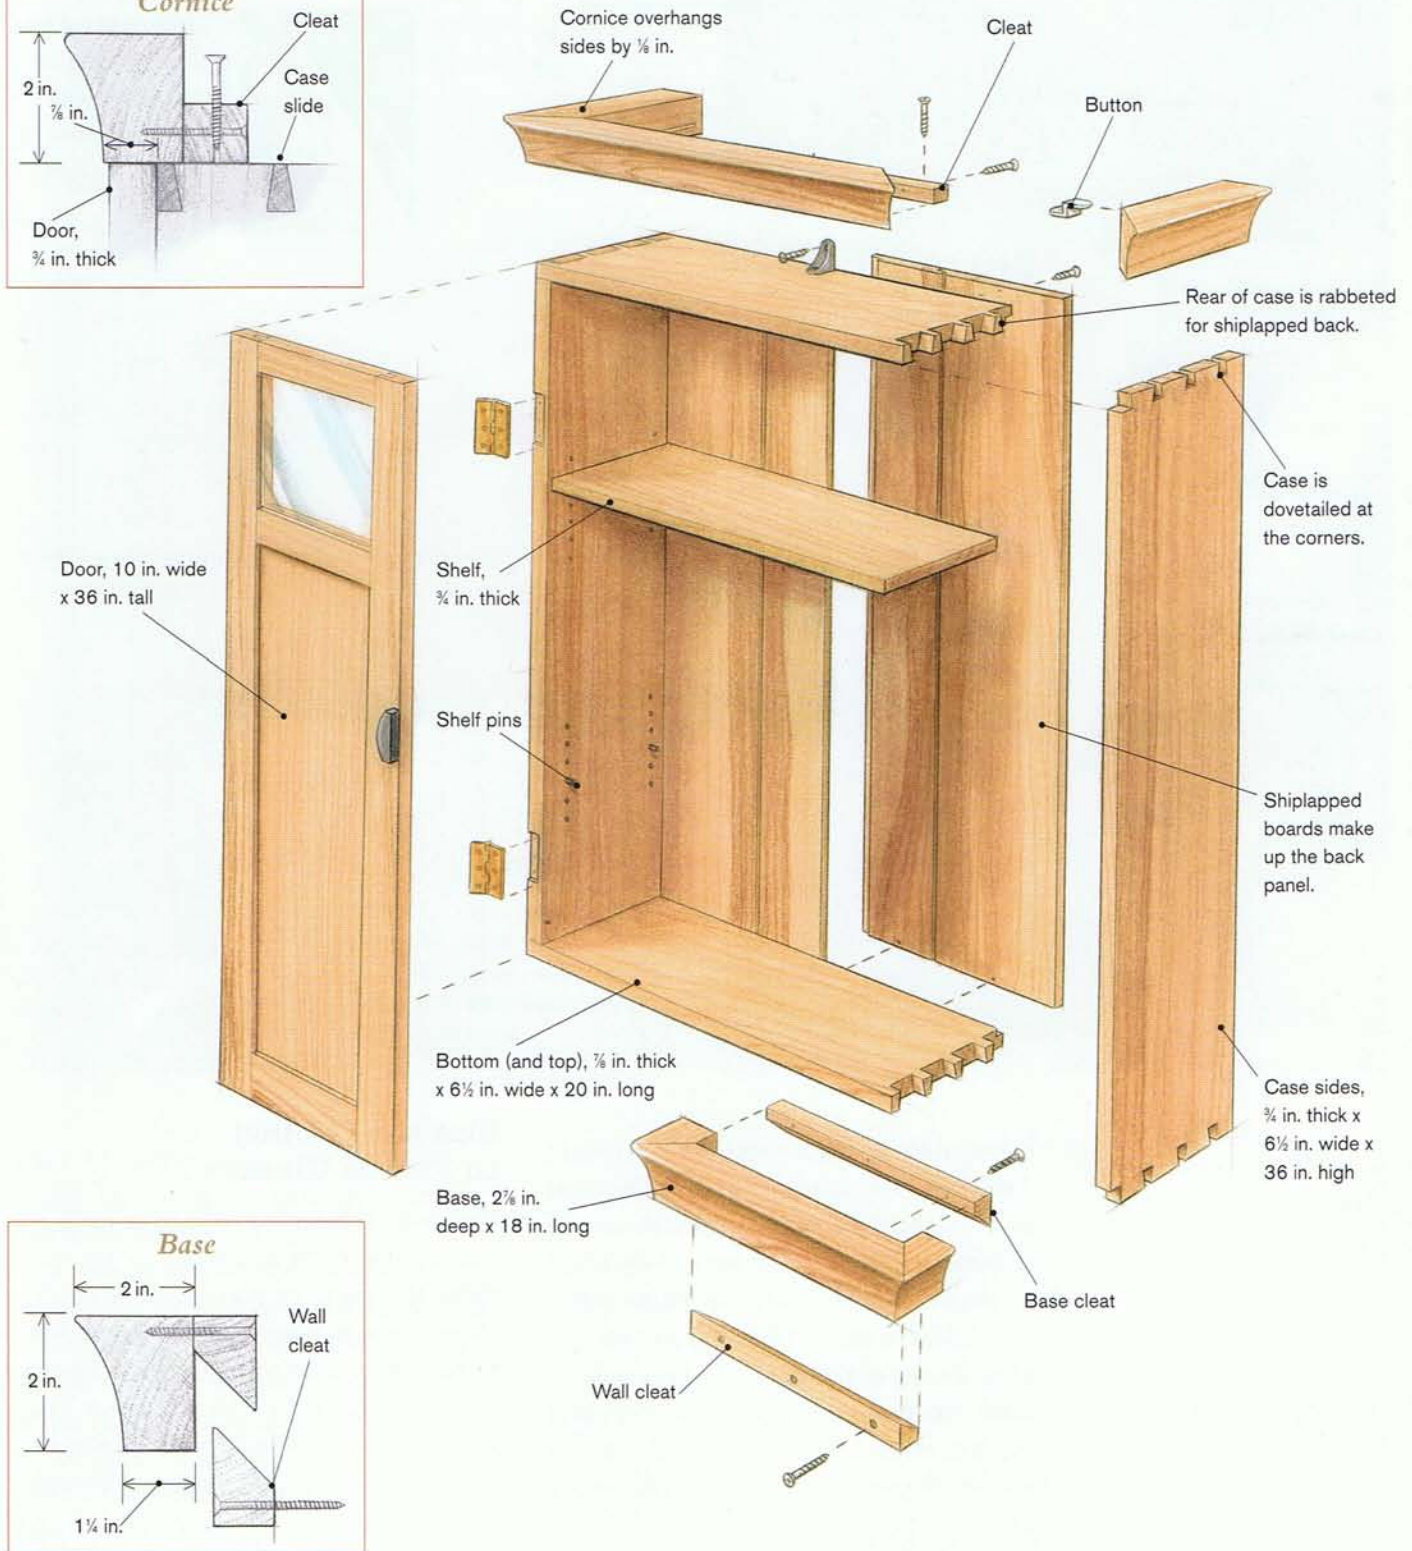 Cornice
Cleat
Case
slide
2 in.
⅞ in.
Door,
¾ in. thick
Cornice overhangs
sides by ⅛ in.
Cleat
Button
Rear of case is rabbeted
for shiplapped back.
Case is
dovetailed at
the corners.
Door, 10 in. wide
x 36 in. tall
Shelf,
¾ in. thick
Shelf pins
Shiplapped
boards make
up the back
panel.
Bottom (and top), ⅞ in. thick
x 6½ in. wide x 20 in. long
Case sides,
¾ in. thick x
6½ in. wide x
36 in. high
Base, 2⅞ in.
deep x 18 in. long
Base cleat
Wall cleat
Base
2 in.
Wall
cleat
2 in.
1¼ in.